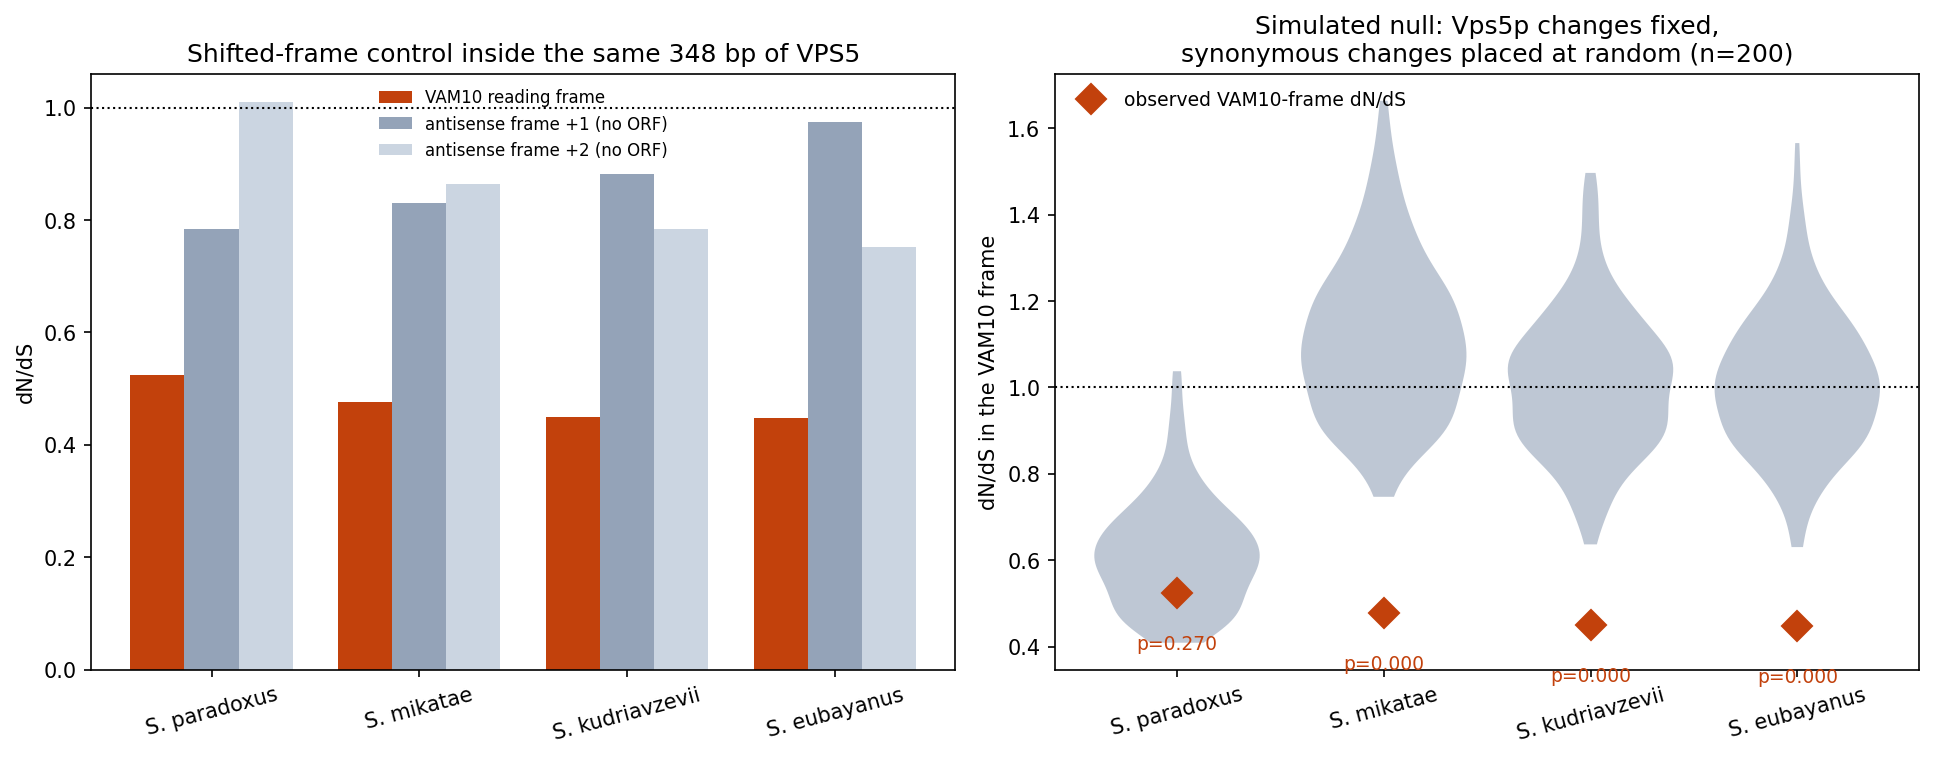 Shifted-frame control inside the same 348 bp of VPS5
VAM10 reading frame
antisense frame +1 (no ORF)
antisense frame +2 (no ORF)
dN/dS
1.0
0.8
0.6
0.4
0.2
0.0
S. paradoxus
S. mikatae
S. kudriavzevii
S. eubayanus
Simulated null: Vps5p changes fixed,
synonymous changes placed at random (n=200)
observed VAM10-frame dN/dS
dN/dS in the VAM10 frame
1.6
1.4
1.2
1.0
0.8
0.6
0.4
p=0.270
p=0.000
p=0.000
p=0.000
S. paradoxus
S. mikatae
S. kudriavzevii
S. eubayanus